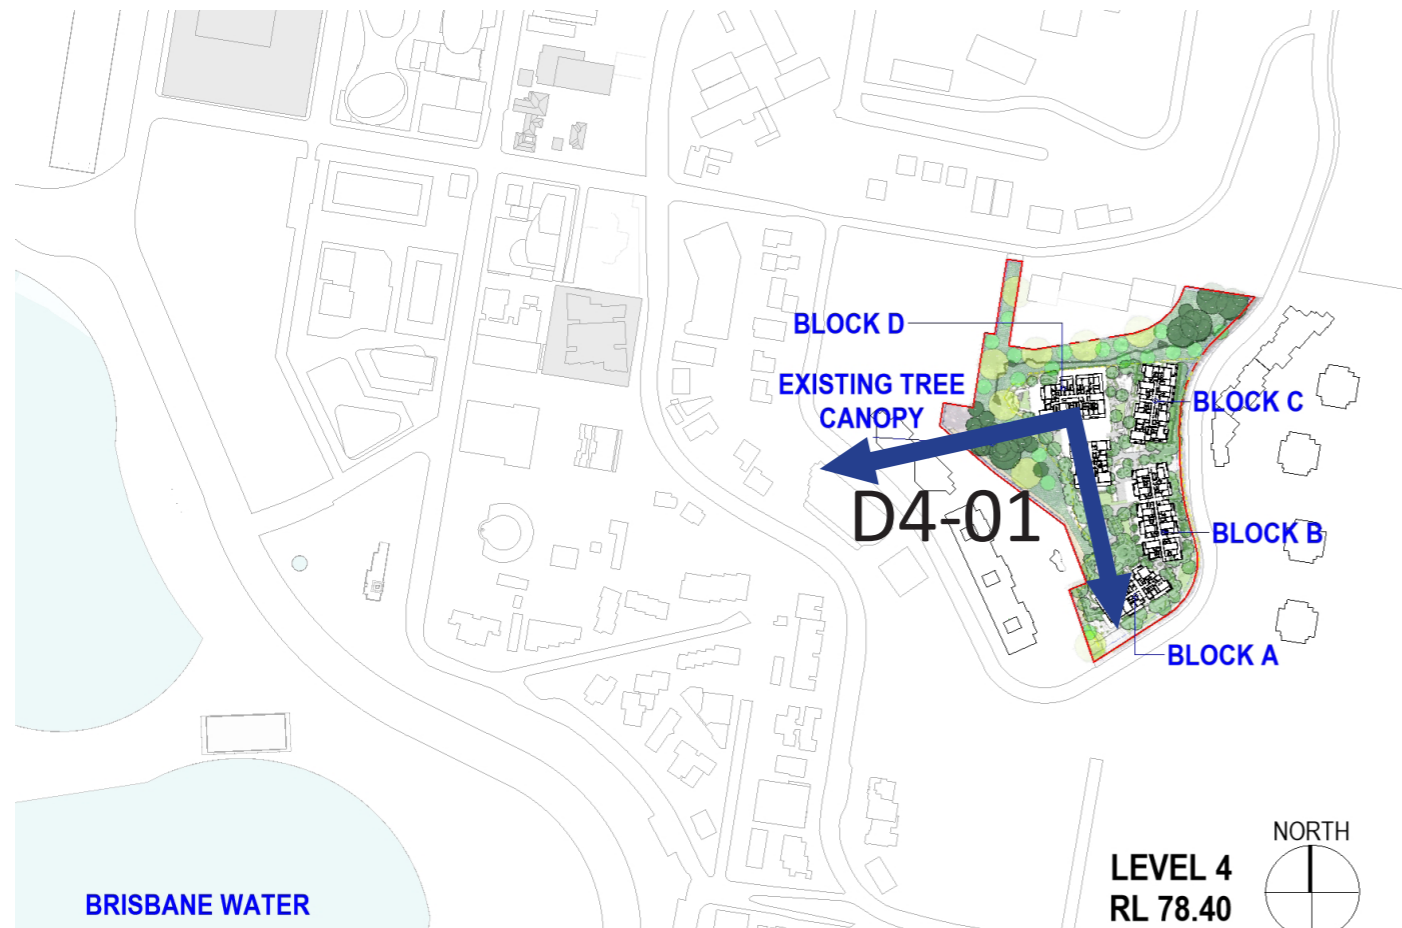 BLOCK D
EXISTING TREE
CANOPY
BLOCK C
D4-01
BLOCK B
BLOCK A
NORTH
LEVEL 4
RL 78.40
BRISBANE WATER